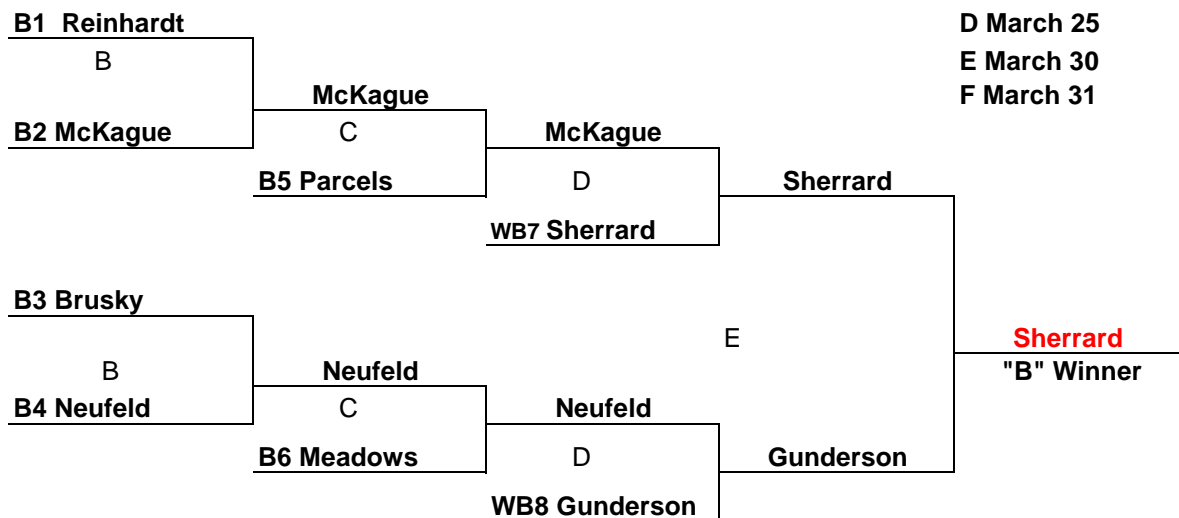 B1 Reinhardt
D March 25
B
E March 30
McKague
F March 31
B2 McKague
C
McKague
B5 Parcels
D
Sherrard
WB7 Sherrard
B3 Brusky
E
Sherrard
B
Neufeld
"B" Winner
B4 Neufeld
C
Neufeld
B6 Meadows
D
Gunderson
WB8 Gunderson